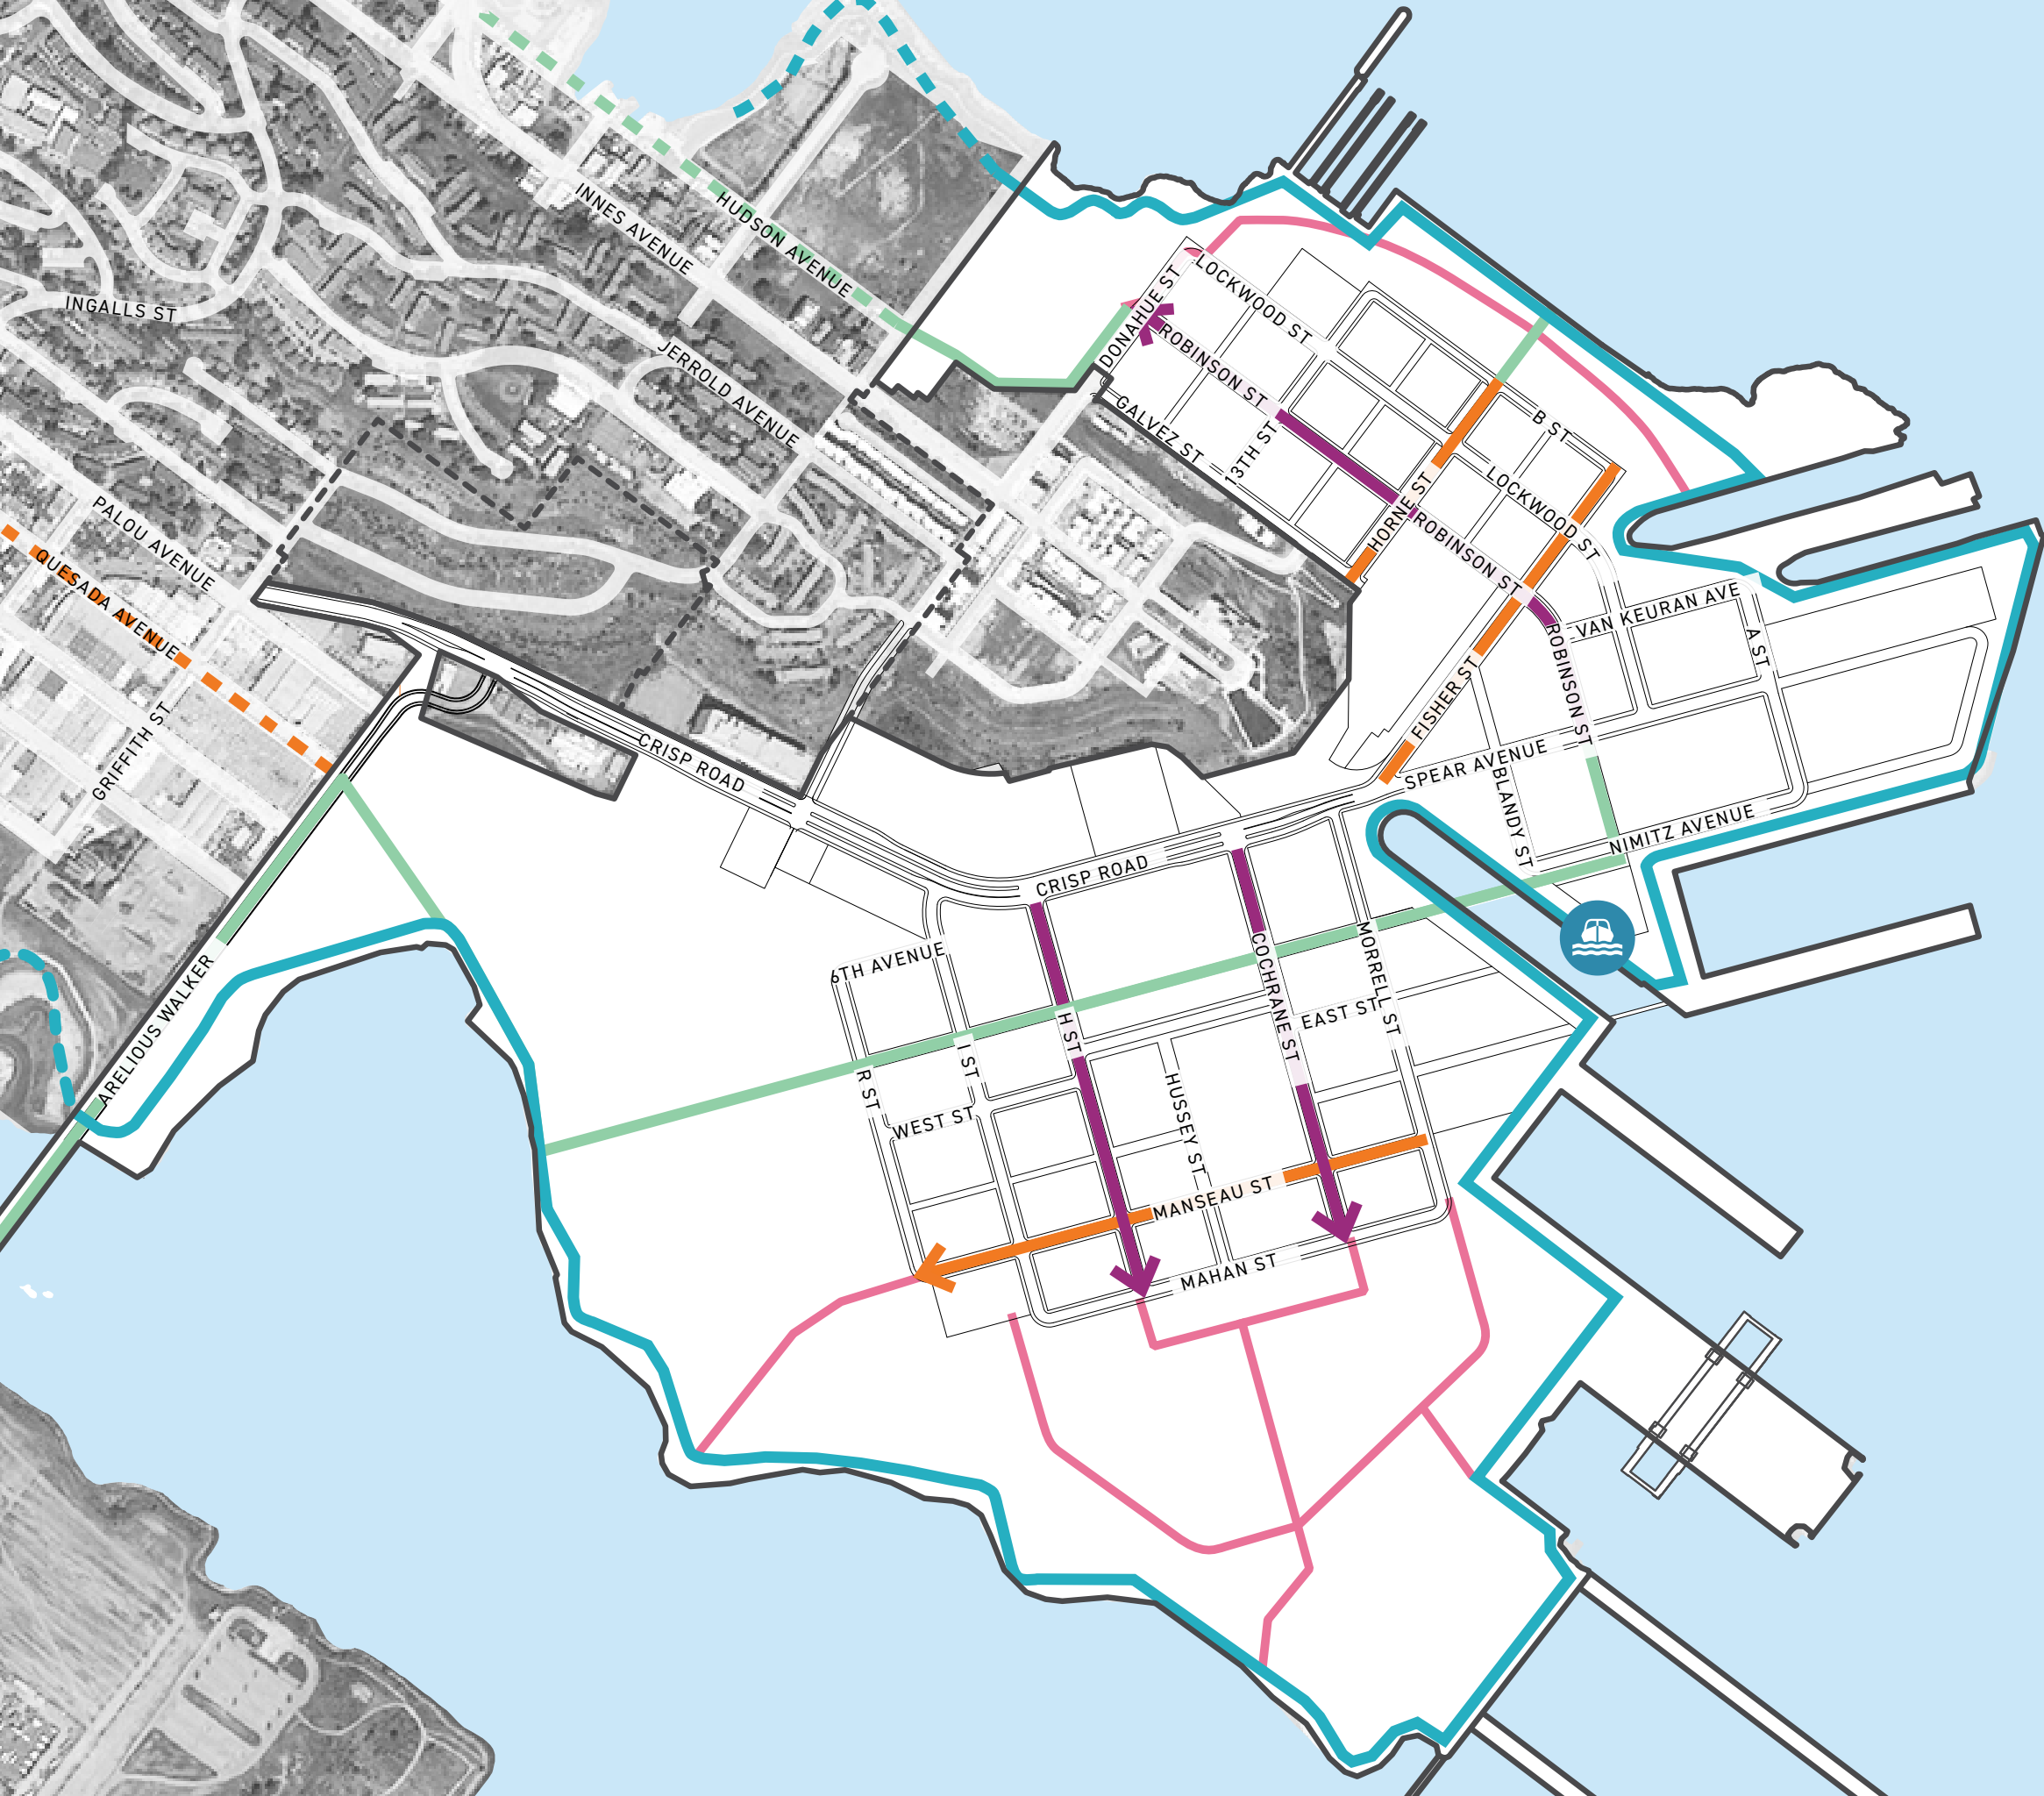 INNES AVENUE
HUDSON AVENUE
INGALLS ST
JERROLD AVENUE
DONAHUE ST
LOCKWOOD ST
ROBINSON ST
GALVEZ ST
13TH ST
B ST
HORNE ST
LOCKWOOD ST
ROBINSON ST
PALOU AVENUE
QUESADA AVENUE
GRIFFITH ST
VAN KEURAN AVE
A ST
ROBINSON ST
FISHER ST
SPEAR AVENUE
BLANDY ST
NIMITZ AVENUE
CRISP ROAD
CRISP ROAD
ARELIOUS WALKER
6TH AVENUE
COCHRANE ST
MORRELL ST
EAST ST
H ST
I ST
R ST
WEST ST
HUSSEY ST
MANSEAU ST
MAHAN ST